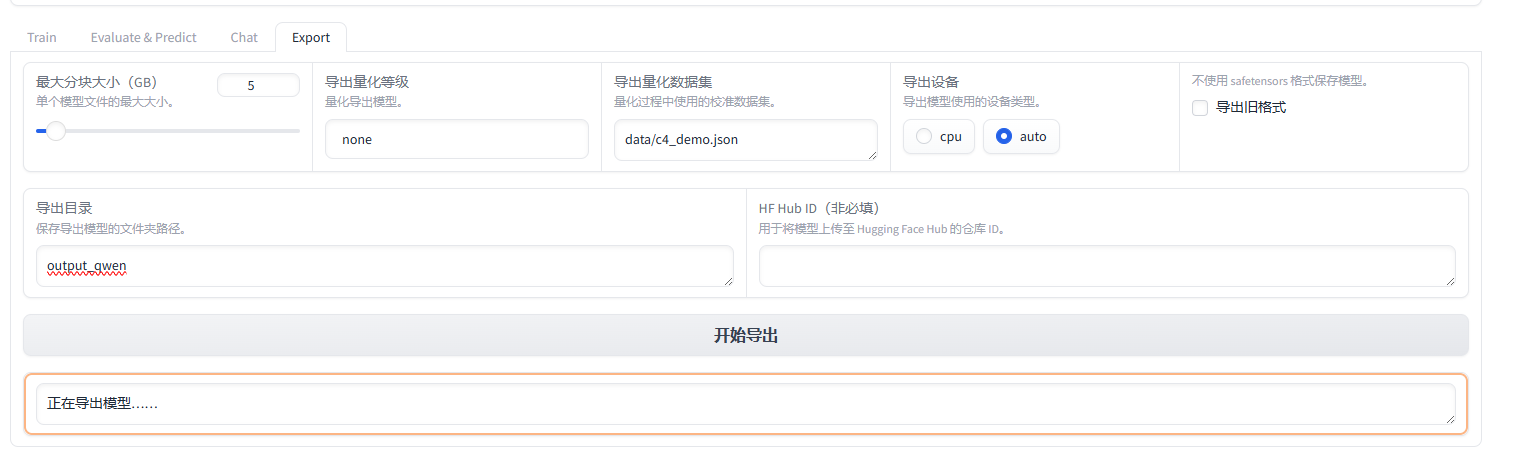 Train Evaluate & Predict Chat Export
最大分块大小（GB） 5 导出量化等级 导出量化数据集 导出设备 不使用 safetensors 格式保存模型。
单个模型文件的最大大小。 量化导出模型。 量化过程中使用的校准数据集。 导出模型使用的设备类型。 导出旧格式
none data/c4_demo.json cpu auto
导出目录 HF Hub ID（非必填）
保存导出模型的文件夹路径。 用于将模型上传至 Hugging Face Hub 的仓库 ID。
output_qwen
开始导出
正在导出模型……